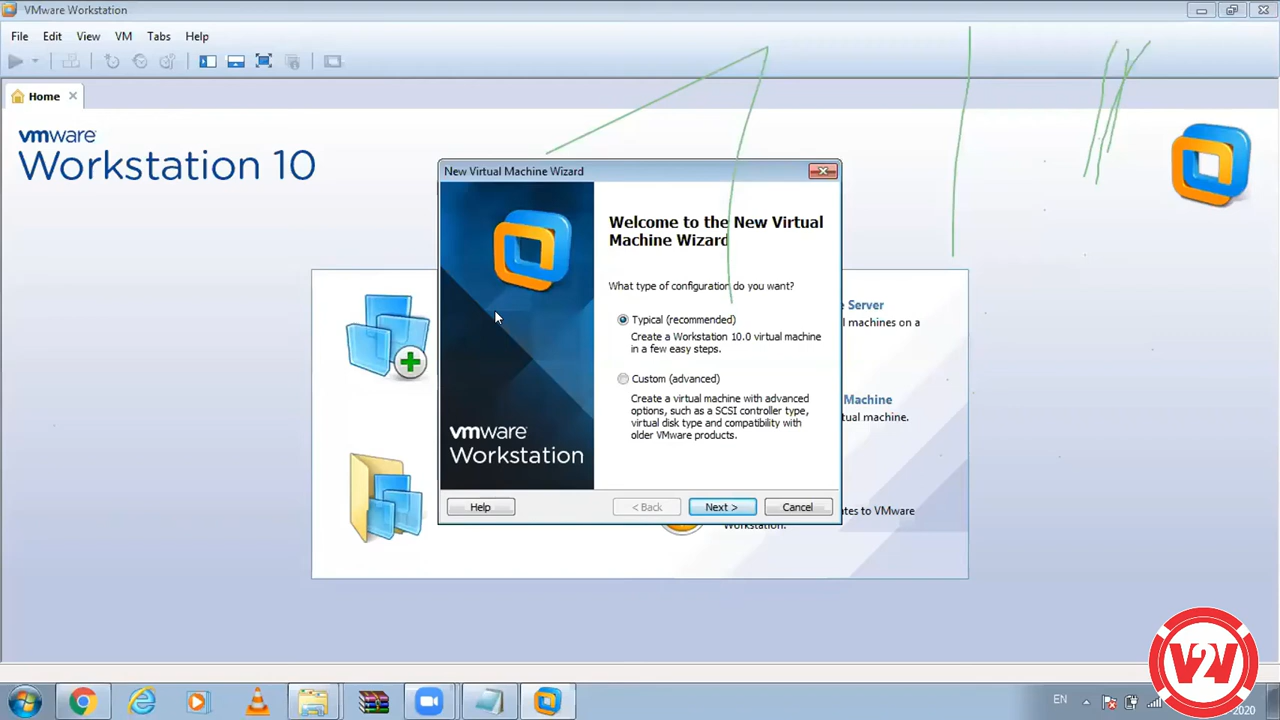 VMware Workstation
File Edit View VM Tabs Help
Home
vmware
Workstation 10
New Virtual Machine Wizard
Welcome to the New Virtual
Machine Wizard
What type of configuration do you want?
Typical (recommended)
Create a Workstation 10.0 virtual machine
in a few easy steps.
Custom (advanced)
Create a virtual machine with advanced
options, such as a SCSI controller type,
virtual disk type and compatibility with
older VMware products.
vmware
Workstation
Help < Back Next > Cancel
Server
l machines on a
Machine
tual machine.
ates to VMware
Workstation.
V2V
EN
2020